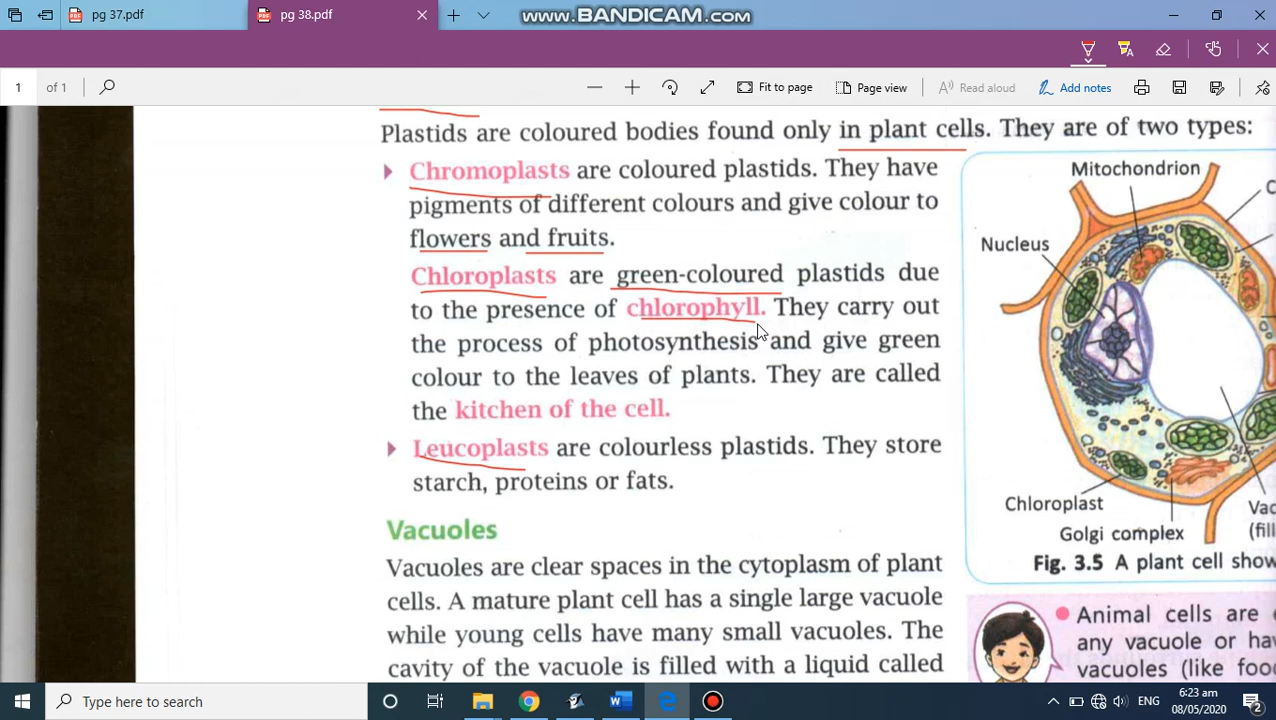 pg 37.pdf
pg 38.pdf
www.BANDICAM.com
1
of 1
Fit to page
Page view
Read aloud
Add notes
Plastids are coloured bodies found only in plant cells. They are of two types:
Chromoplasts are coloured plastids. They have
pigments of different colours and give colour to
flowers and fruits.
Chloroplasts are green-coloured plastids due
to the presence of chlorophyll. They carry out
the process of photosynthesis and give green
colour to the leaves of plants. They are called
the kitchen of the cell.
Leucoplasts are colourless plastids. They store
starch, proteins or fats.
Vacuoles
Vacuoles are clear spaces in the cytoplasm of plant
cells. A mature plant cell has a single large vacuole
while young cells have many small vacuoles. The
cavity of the vacuole is filled with a liquid called
Mitochondrion
C
Nucleus
Chloroplast
Vac
Golgi complex
(fill
Fig. 3.5 A plant cell show
Animal cells are
any vacuole or ha
vacuoles (like foo
Type here to search
ENG
6:23 am
08/05/2020
2